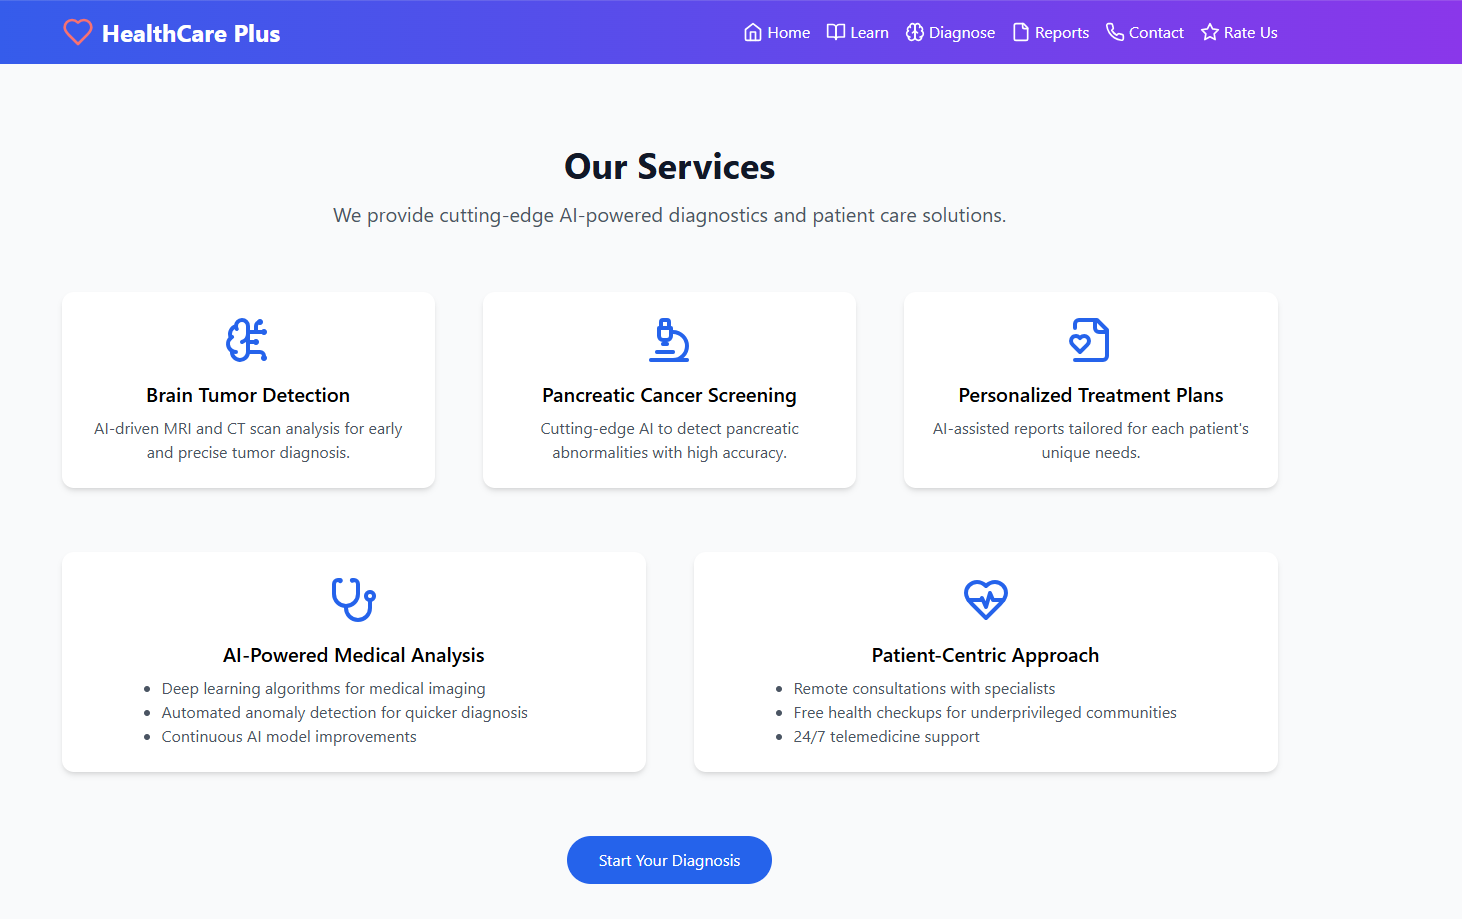 HealthCare Plus
Home
Learn
Diagnose
Reports
Contact
Rate Us
Our Services
We provide cutting-edge AI-powered diagnostics and patient care solutions.
Brain Tumor Detection
AI-driven MRI and CT scan analysis for early
and precise tumor diagnosis.
Pancreatic Cancer Screening
Cutting-edge AI to detect pancreatic
abnormalities with high accuracy.
Personalized Treatment Plans
AI-assisted reports tailored for each patient's
unique needs.
AI-Powered Medical Analysis
• Deep learning algorithms for medical imaging
• Automated anomaly detection for quicker diagnosis
• Continuous AI model improvements
Patient-Centric Approach
• Remote consultations with specialists
• Free health checkups for underprivileged communities
• 24/7 telemedicine support
Start Your Diagnosis